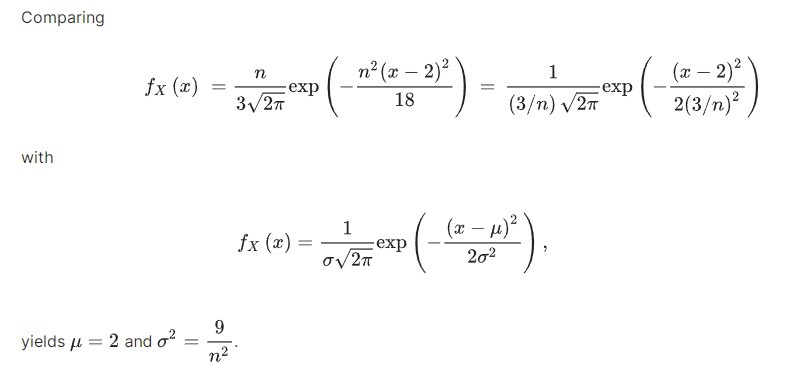 Comparing
f_X (x) = \frac{n}{3\sqrt{2\pi}} exp \left( -\frac{n^2 (x - 2)^2}{18} \right) = \frac{1}{(3/n) \sqrt{2\pi}} exp \left( -\frac{(x - 2)^2}{2(3/n)^2} \right)
with
f_X (x) = \frac{1}{\sigma\sqrt{2\pi}} exp \left( -\frac{(x - \mu)^2}{2\sigma^2} \right),
yields \mu = 2 and \sigma^2 = \frac{9}{n^2}.